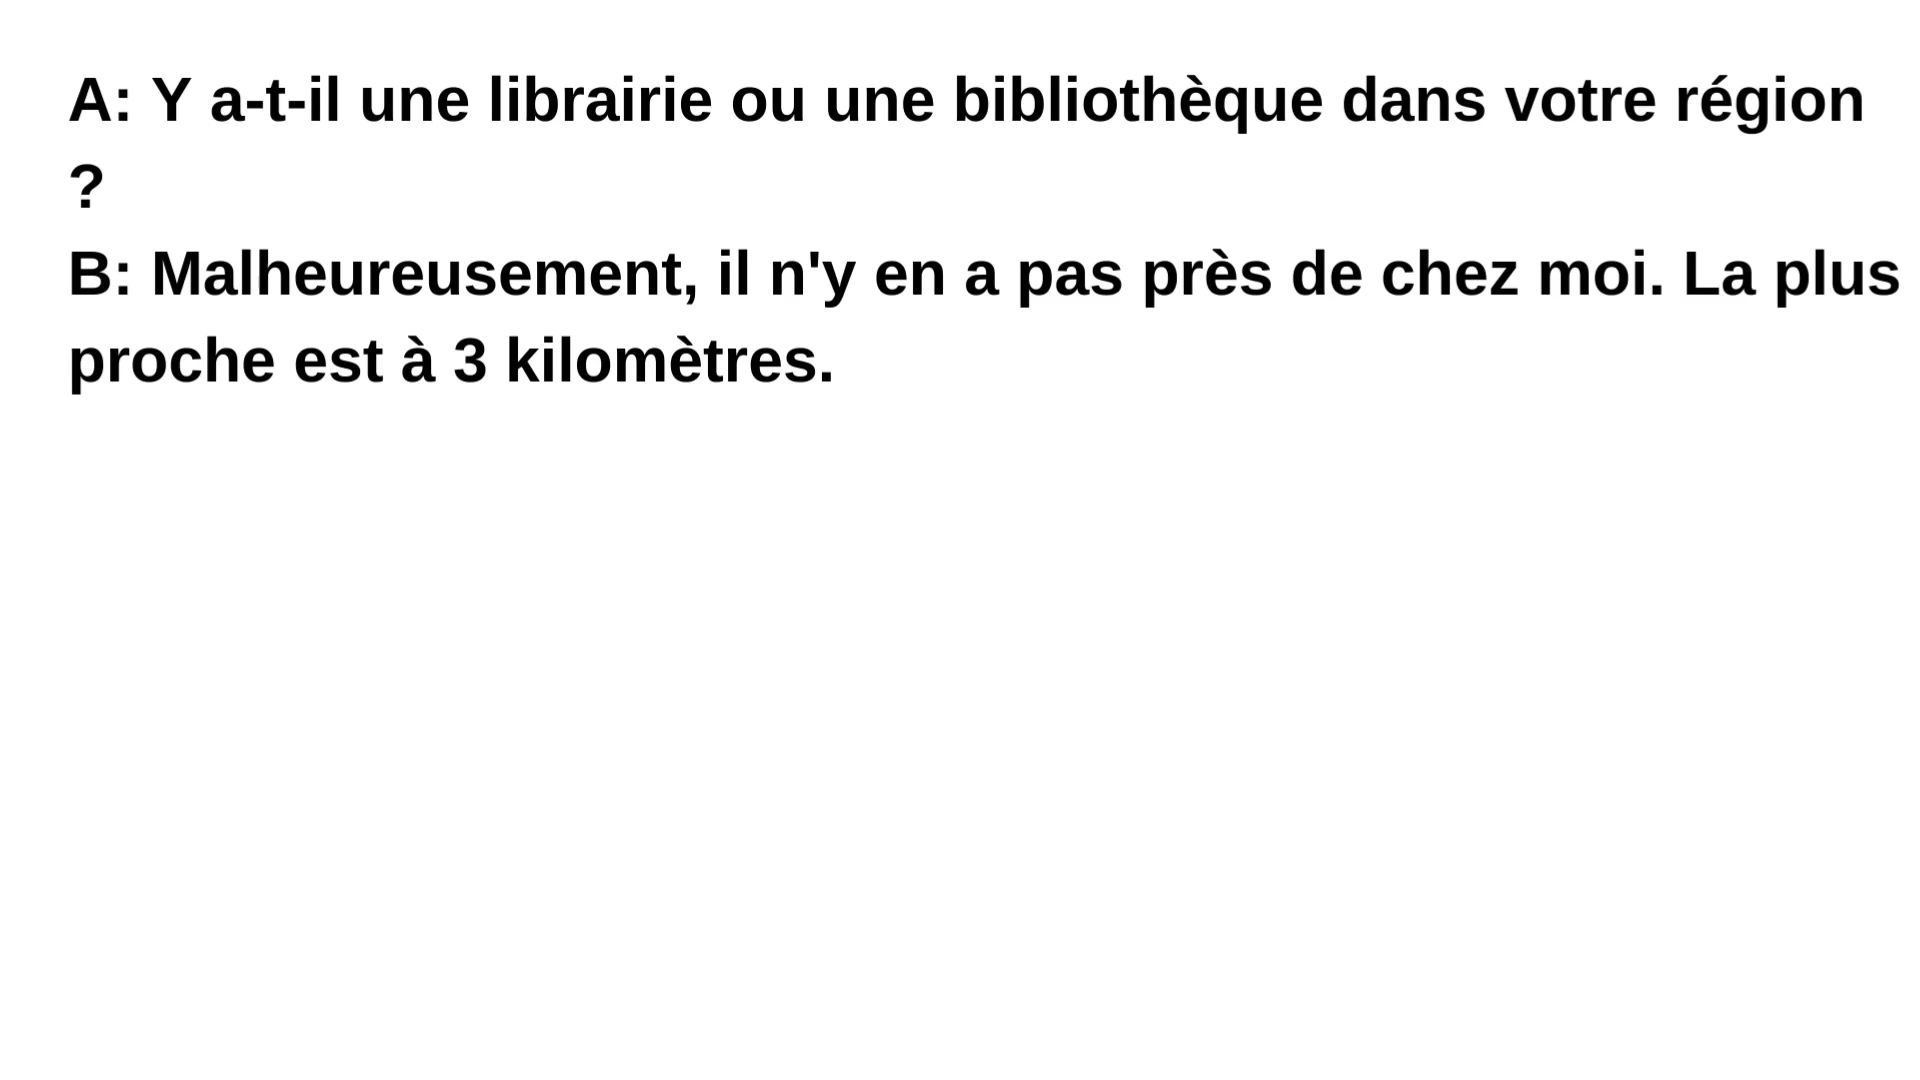 A: Y a-t-il une librairie ou une bibliothèque dans votre région
?
B: Malheureusement, il n'y en a pas près de chez moi. La plus
proche est à 3 kilomètres.